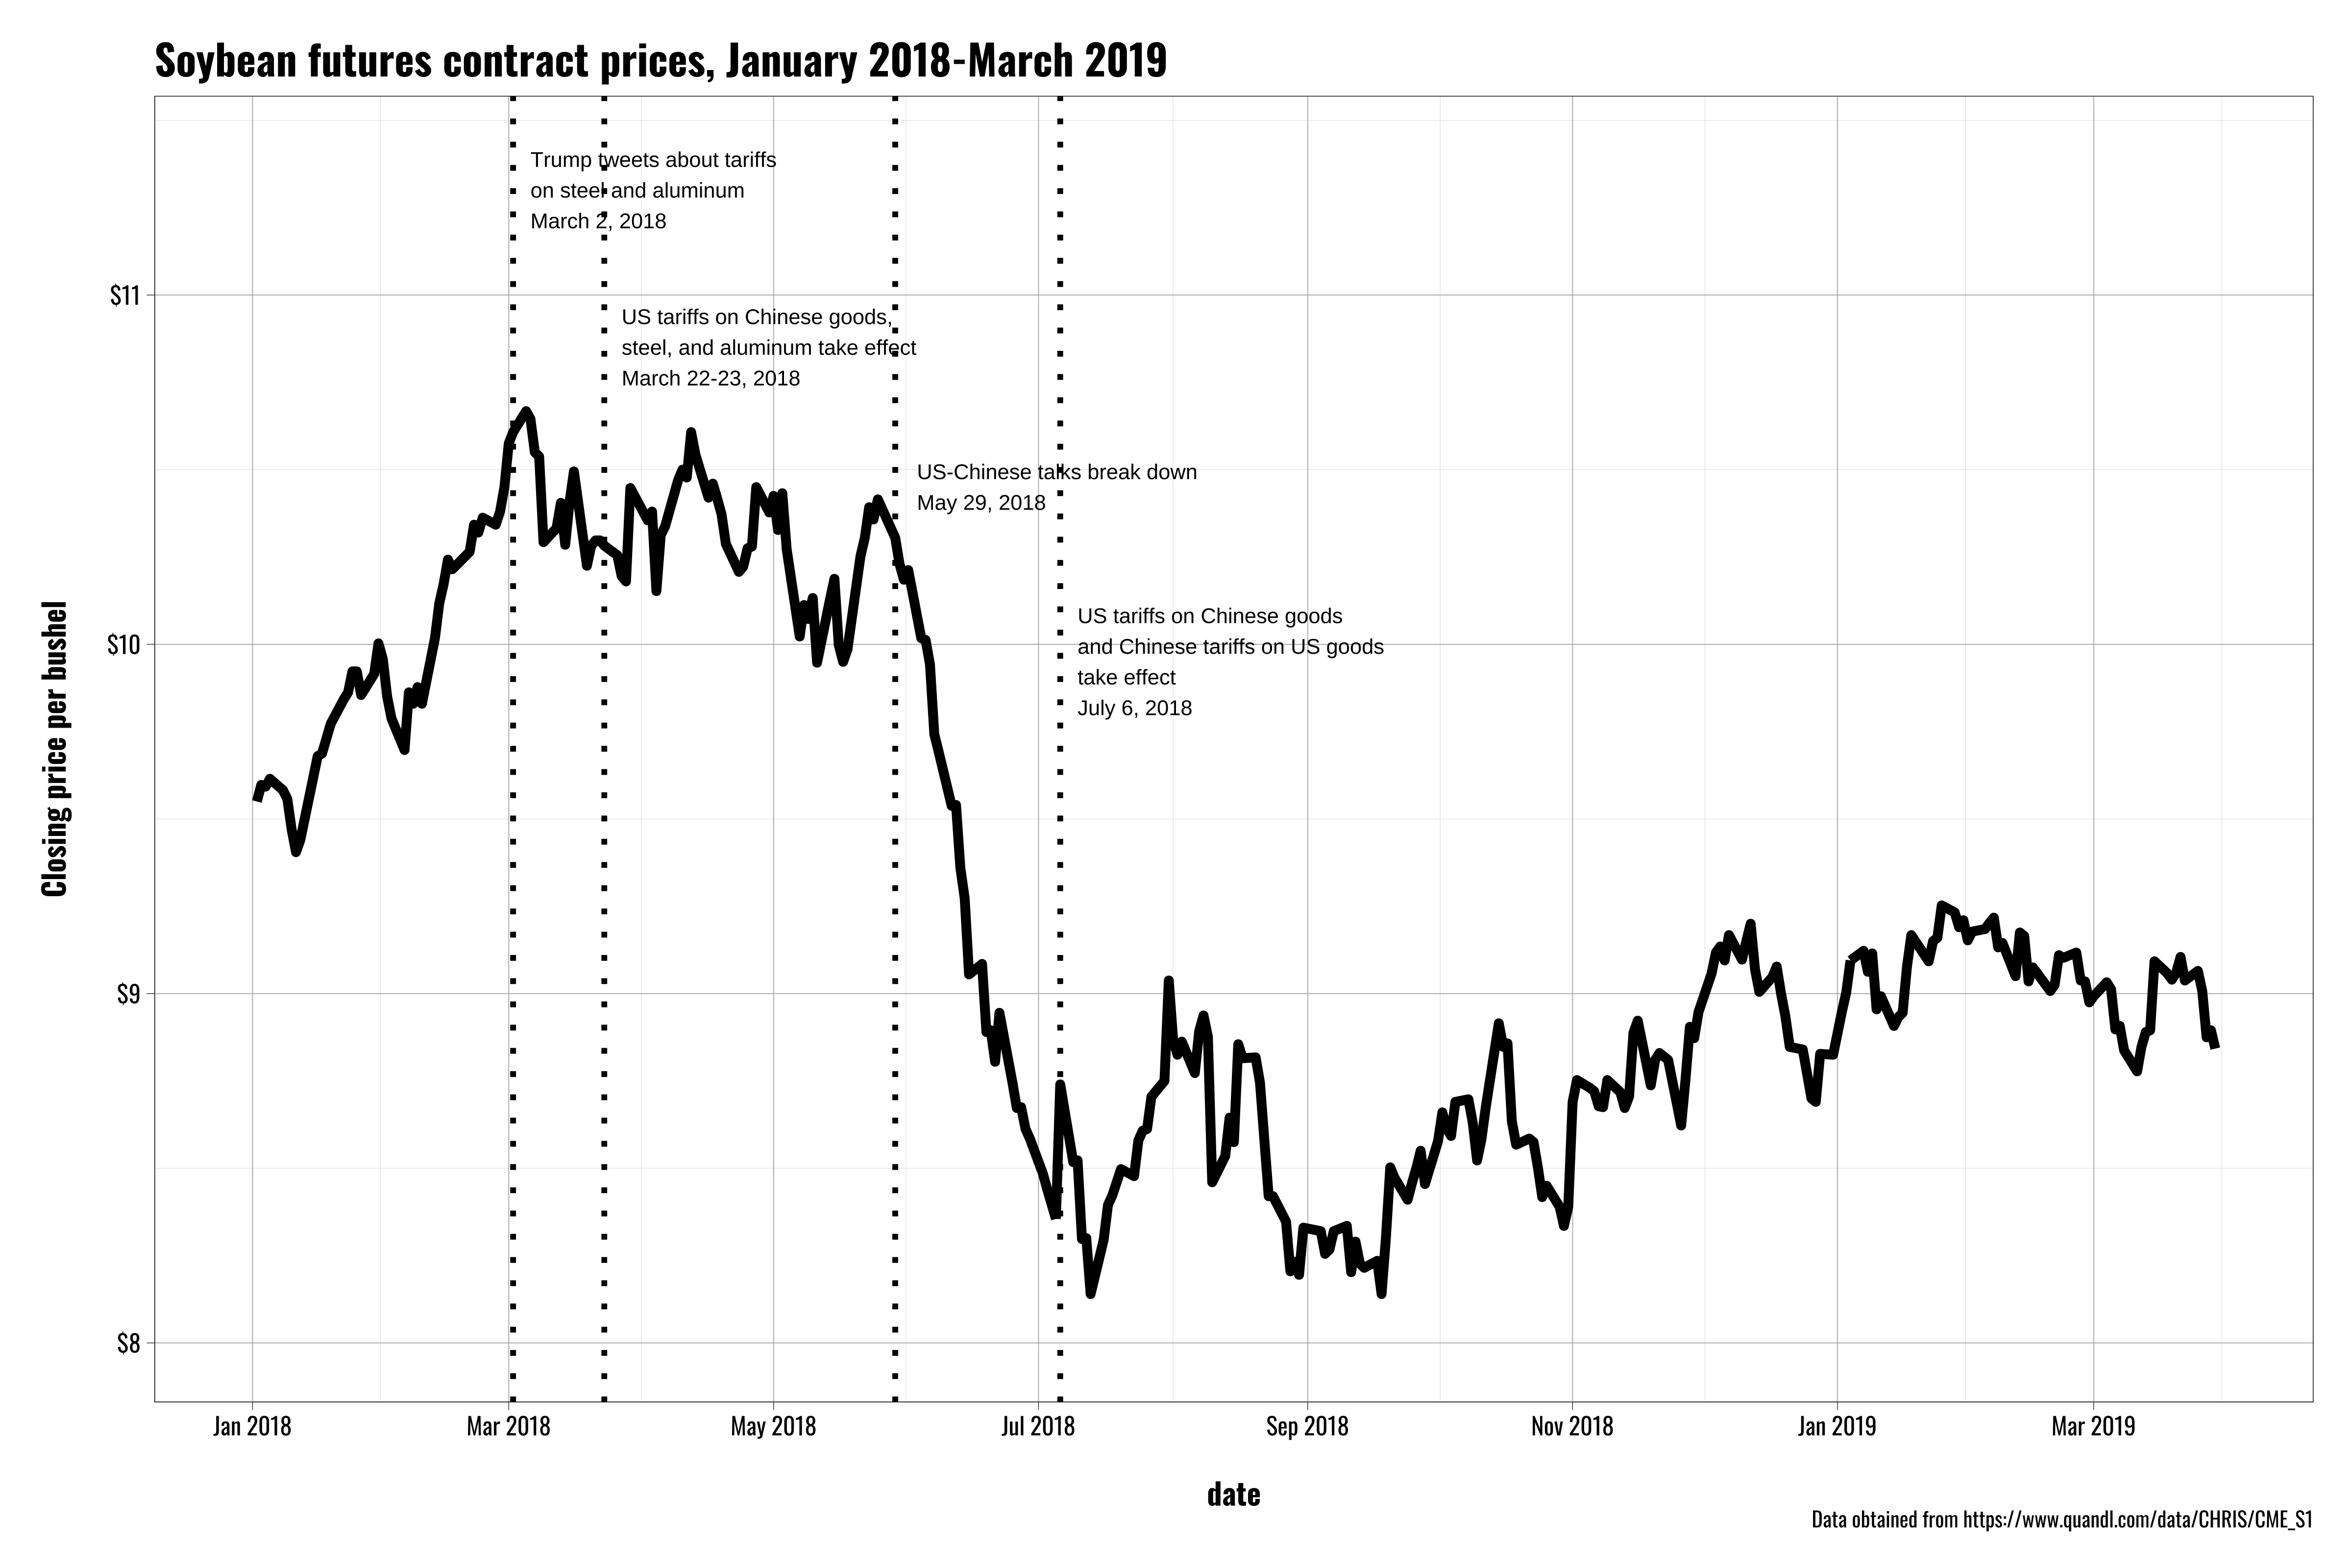 Soybean futures contract prices, January 2018-March 2019
Trump tweets about tariffs
on steel and aluminum
March 2, 2018
$11
US tariffs on Chinese goods,
steel, and aluminum take effect
March 22-23, 2018
US-Chinese talks break down
May 29, 2018
US tariffs on Chinese goods
and Chinese tariffs on US goods
take effect
July 6, 2018
$10
Closing price per bushel
$9
$8
Jan 2018 Mar 2018 May 2018 Jul 2018 Sep 2018 Nov 2018 Jan 2019 Mar 2019
date
Data obtained from https://www.quandl.com/data/CHRIS/CME_S1